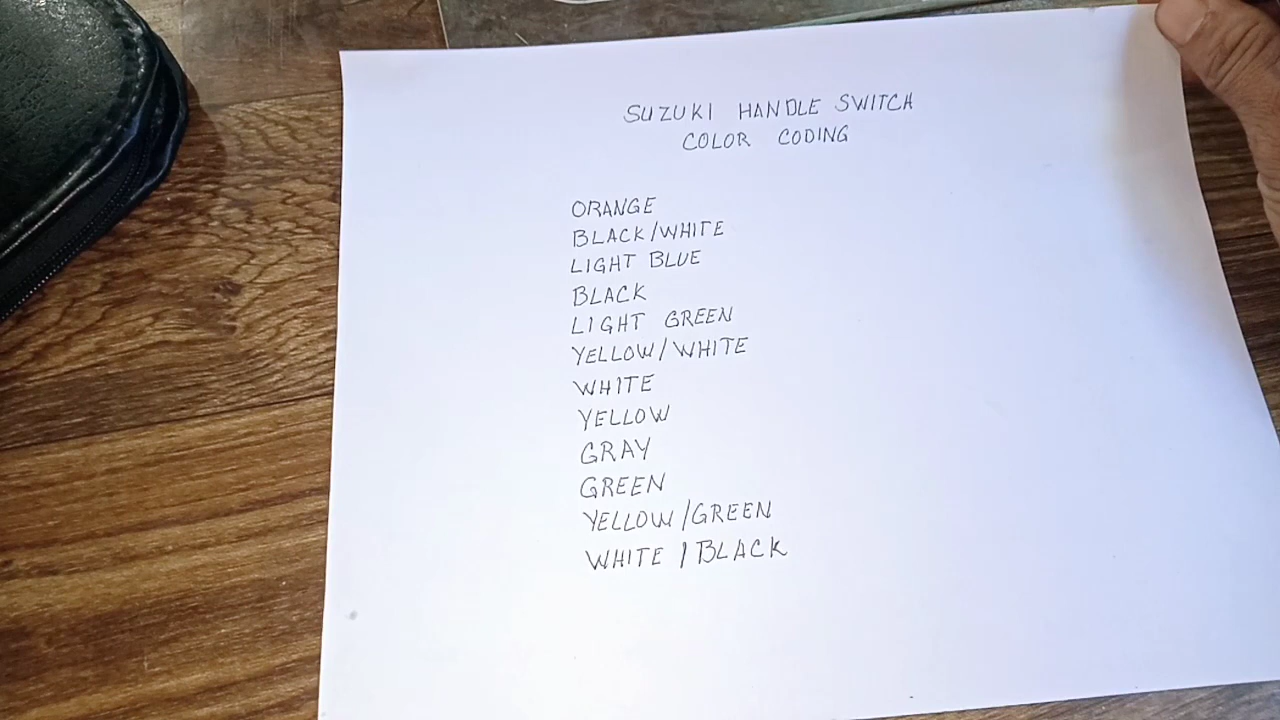 SUZUKI HANDLE SWITCH
COLOR CODING
ORANGE
BLACK/WHITE
LIGHT BLUE
BLACK
LIGHT GREEN
YELLOW/WHITE
WHITE
YELLOW
GRAY
GREEN
YELLOW/GREEN
WHITE/BLACK